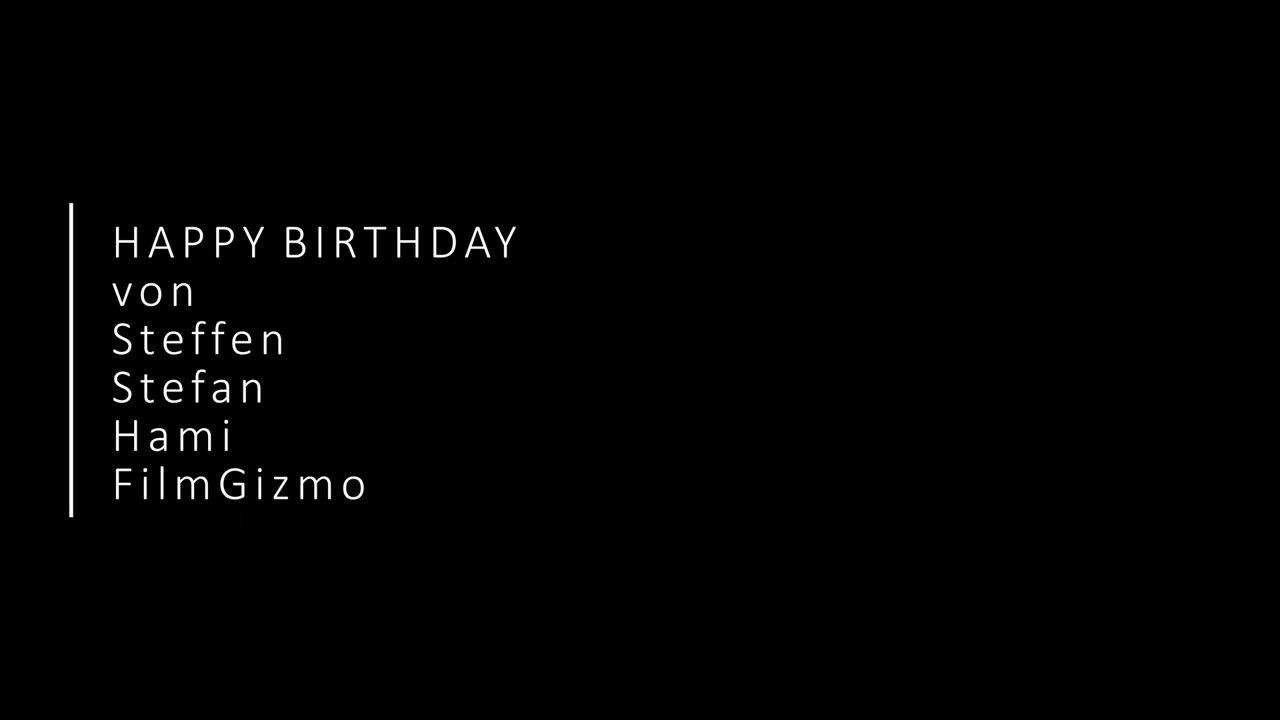 HAPPY BIRTHDAY
von
Steffen
Stefan
Hami
FilmGizmo